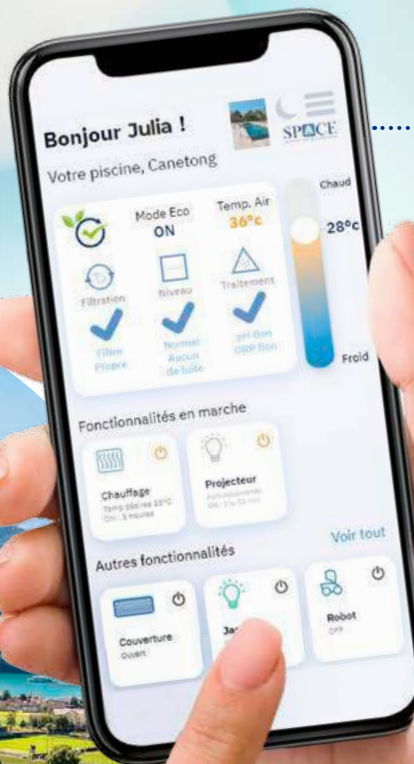 Bonjour Julia !
SPACE
Votre piscine, Canetong
Mode Eco
ON
Temp. Air
36°c
Chaud
28°c
Froid
Filtration
Niveau
Traitement
Filtre
Propre
Normal
Aucun
de fuite
pH Bon
ORP Bon
Fonctionnalités en marche
Chauffage
Projecteur
Autres fonctionnalités
Voir tout
Couverture
Ouvert
Robot
OFF